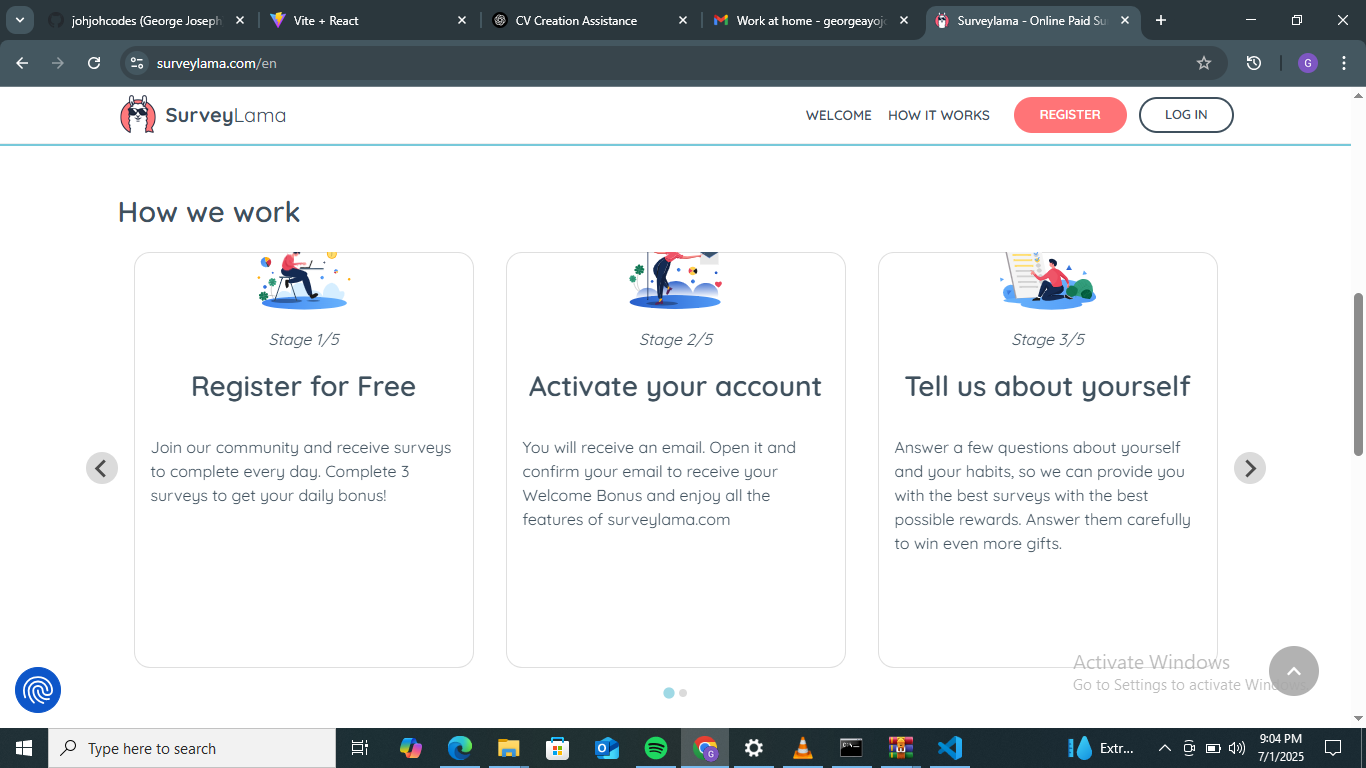 johjohcodes (George Joseph
Vite + React
CV Creation Assistance
Work at home - georgeayojo
Surveylama - Online Paid Su
surveylama.com/en
G
SurveyLama
WELCOME
HOW IT WORKS
REGISTER
LOG IN
How we work
Stage 1/5
Register for Free
Join our community and receive surveys
to complete every day. Complete 3
surveys to get your daily bonus!
Stage 2/5
Activate your account
You will receive an email. Open it and
confirm your email to receive your
Welcome Bonus and enjoy all the
features of surveylama.com
Stage 3/5
Tell us about yourself
Answer a few questions about yourself
and your habits, so we can provide you
with the best surveys with the best
possible rewards. Answer them carefully
to win even more gifts.
Activate Windows
Go to Settings to activate Windows.
Type here to search
Extr...
9:04 PM
7/1/2025